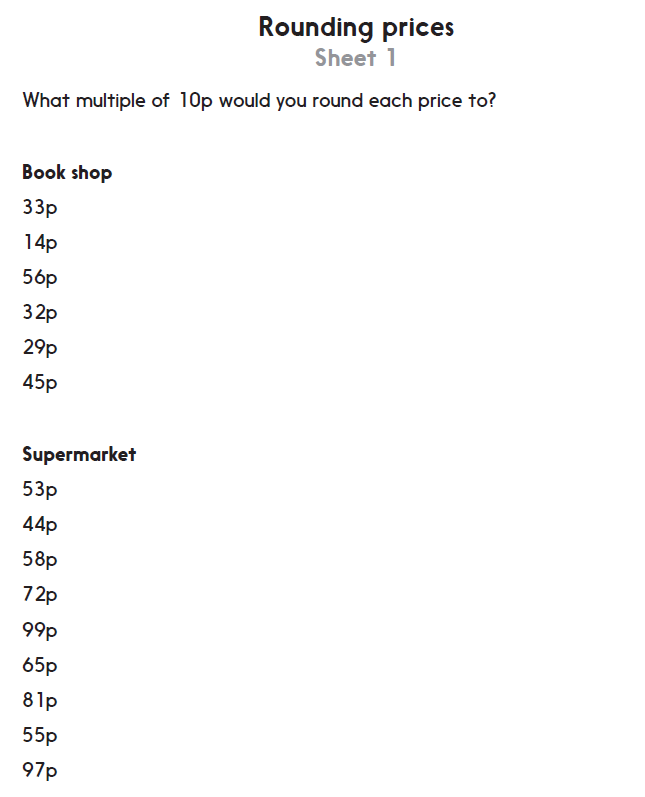 Rounding prices
Sheet 1
What multiple of 10p would you round each price to?
Book shop
33p
14p
56p
32p
29p
45p
Supermarket
53p
44p
58p
72p
99p
65p
81p
55p
97p